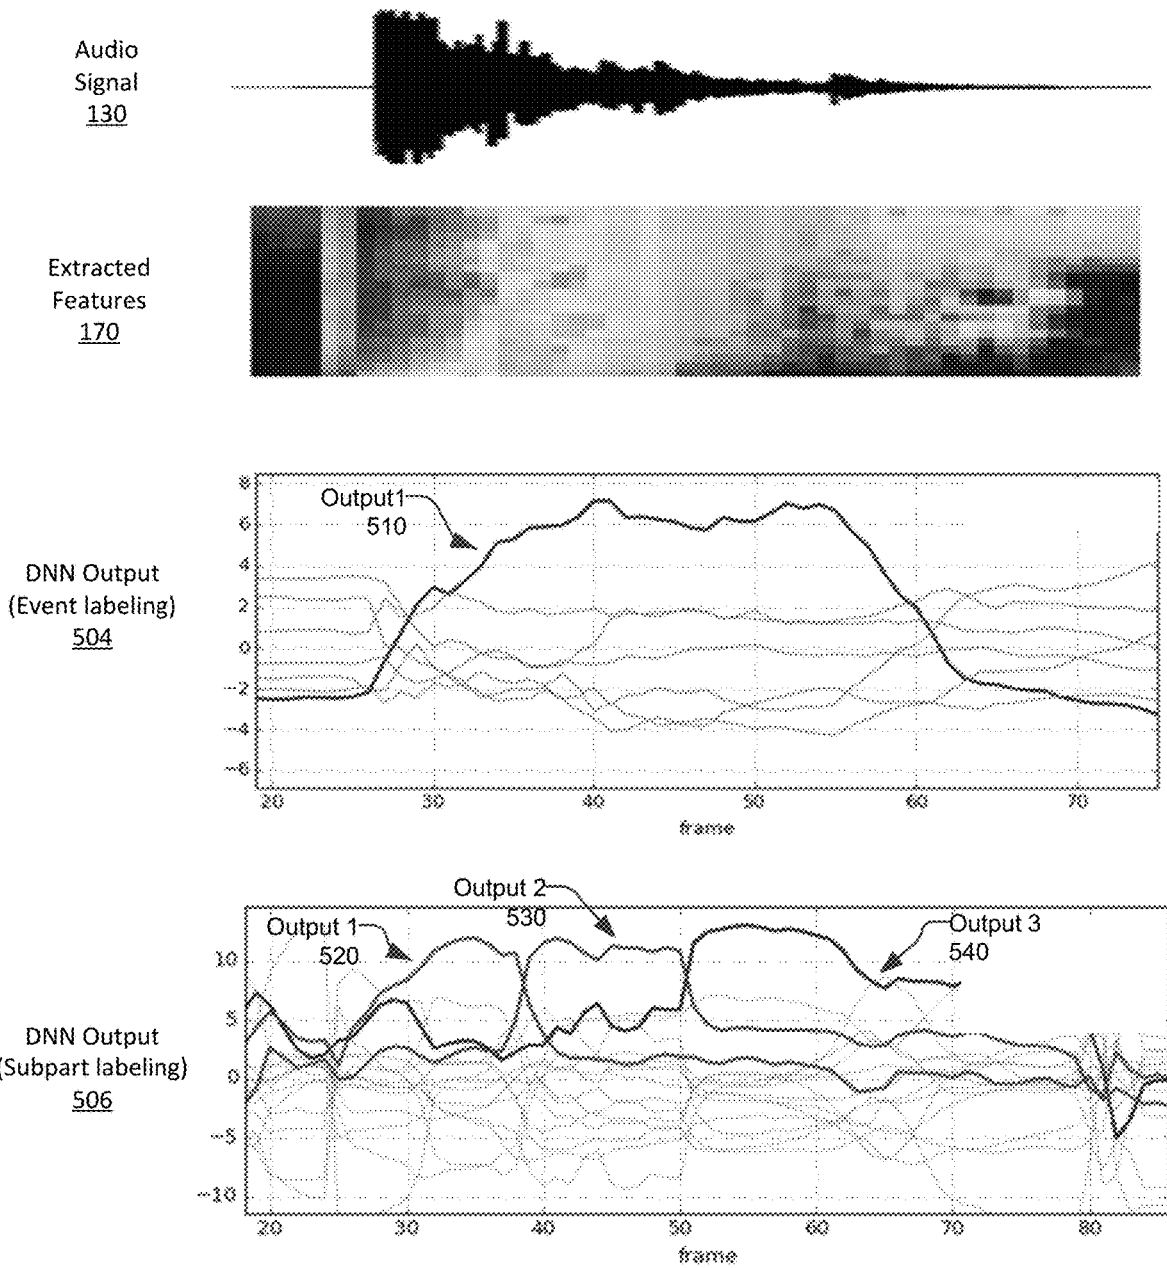 Audio
Signal
130
Extracted
Features
170
DNN Output
(Event labeling)
504
Output1
510
8
6
4
2
0
−2
−4
−6
20 30 40 50 60 70
frame
DNN Output
(Subpart labeling)
506
Output 1
520
Output 2
530
Output 3
540
10
5
0
−5
−10
20 30 40 50 60 70 80
frame